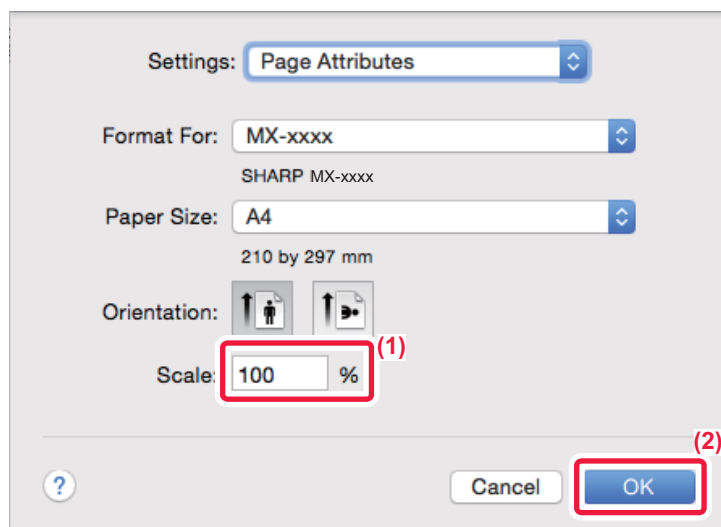 Settings: Page Attributes
Format For: MX-xxxx
SHARP MX-xxxx
Paper Size: A4
210 by 297 mm
Orientation:
(1)
Scale: 100 %
(2)
? Cancel OK